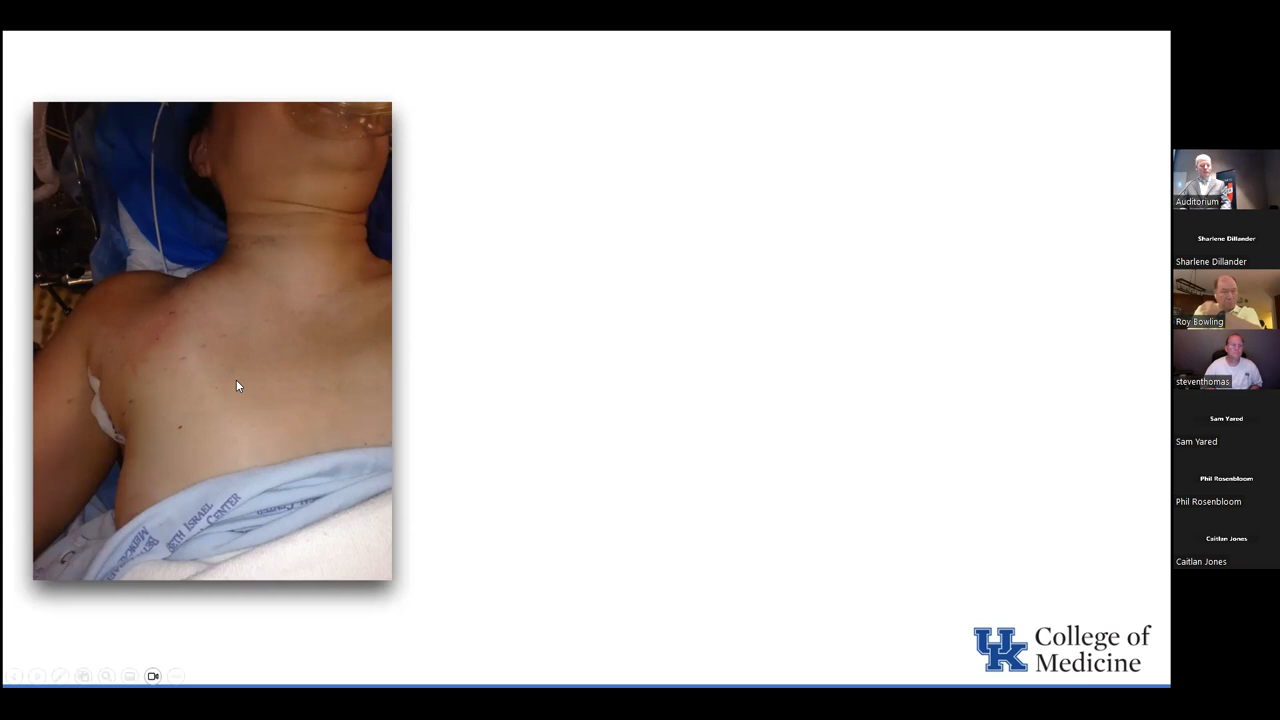 BETH ISRAEL
CENTER
College of
Medicine
UK
Auditorium
Sharlene Dillander
Sharlene Dillander
Roy Bowling
steventhomas
Sam Yared
Sam Yared
Phil Rosenbloom
Phil Rosenbloom
Caitlan Jones
Caitlan Jones